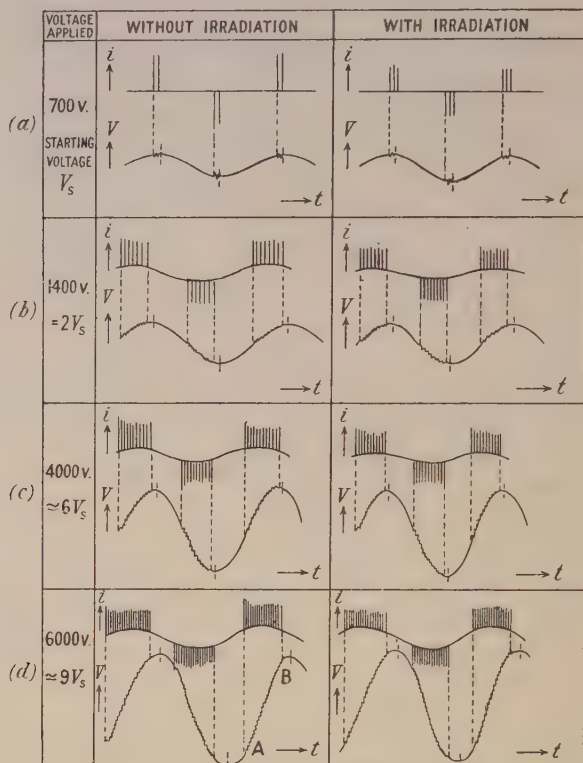 VOLTAGE APPLIED WITHOUT IRRADIATION WITH IRRADIATION
(a) 700 v. STARTING VOLTAGE Vs i V t i V t
(b) 1400 v. =2Vs i V t i V t
(c) 4000 v. ≃6Vs i V t i V t
(d) 6000 v. ≃9Vs i V A B t i V t